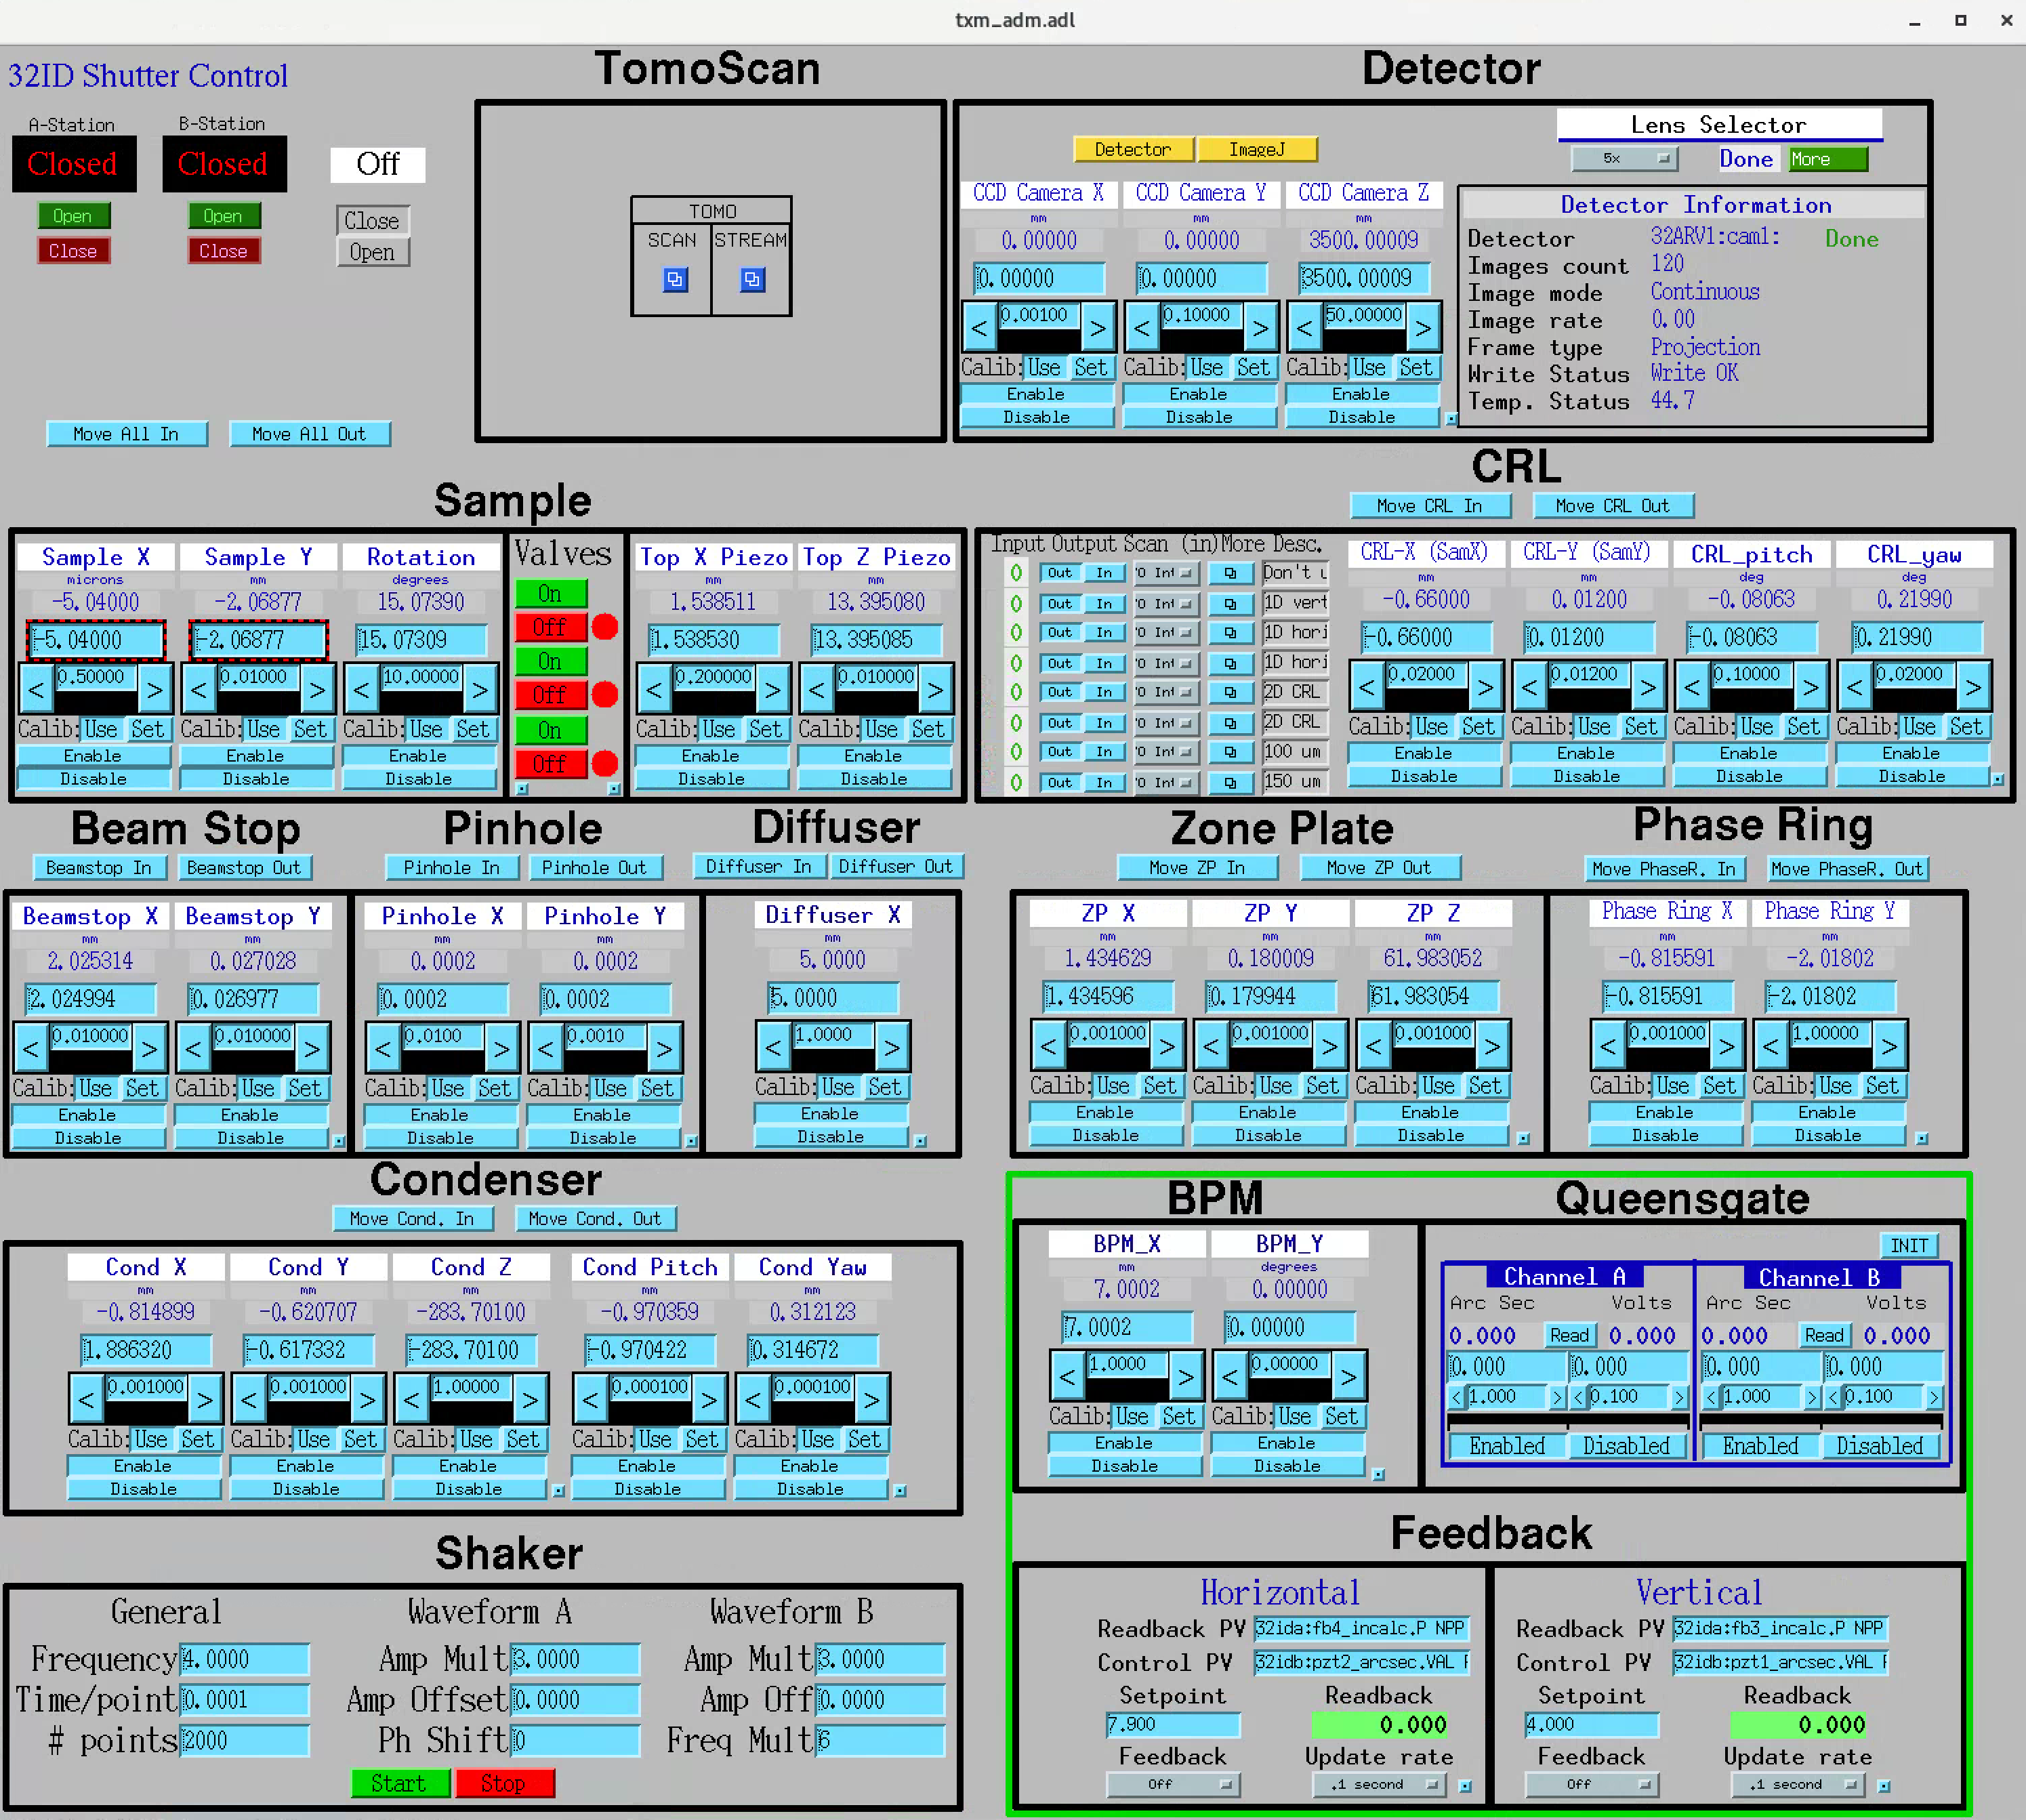 txm_adm.adl
32ID Shutter Control
A-Station B-Station
Closed Closed Off
Open Open Close
Close Close Open
Move All In Move All Out
TomoScan
TOMO
SCAN STREAM
Detector
Detector ImageJ
Lens Selector
5x Done More
CCD Camera X CCD Camera Y CCD Camera Z
mm mm mm
0.00000 0.00000 3500.00009
0.00000 0.00000 3500.00009
< 0.00100 > < 0.10000 > < 50.00000 >
Calib: Use Set Calib: Use Set Calib: Use Set
Enable Enable Enable
Disable Disable Disable
Detector Information
Detector 32ARV1:cam1: Done
Images count 120
Image mode Continuous
Image rate 0.00
Frame type Projection
Write Status Write OK
Temp. Status 44.7
Sample
Sample X Sample Y Rotation
microns mm degrees
-5.04000 -2.06877 15.07390
-5.04000 -2.06877 15.07309
< 0.50000 > < 0.01000 > < 10.00000 >
Calib: Use Set Calib: Use Set Calib: Use Set
Enable Enable Enable
Disable Disable Disable
Valves
On
Off
On
Off
On
Off
Top X Piezo Top Z Piezo
mm mm
1.538511 13.395080
1.538530 13.395085
< 0.200000 > < 0.010000 >
Calib: Use Set Calib: Use Set
Enable Enable
Disable Disable
CRL
Move CRL In Move CRL Out
Input Output Scan (in) More Desc.
0 Out In Don't
0 Out In 1D vert
0 Out In 1D hori
0 Out In 1D hori
0 Out In 2D CRL
0 Out In 2D CRL
0 Out In 100 um
0 Out In 150 um
CRL-X (SamX) CRL-Y (SamY) CRL_pitch CRL_yaw
mm mm deg deg
-0.66000 0.01200 -0.08063 0.21990
-0.66000 0.01200 -0.08063 0.21990
< 0.02000 > < 0.01200 > < 0.10000 > < 0.02000 >
Calib: Use Set Calib: Use Set Calib: Use Set Calib: Use Set
Enable Enable Enable Enable
Disable Disable Disable Disable
Beam Stop
Beamstop In Beamstop Out
Beamstop X Beamstop Y
mm mm
2.025314 0.027028
2.024994 0.026977
< 0.010000 > < 0.010000 >
Calib: Use Set Calib: Use Set
Enable Enable
Disable Disable
Pinhole
Pinhole In Pinhole Out
Pinhole X Pinhole Y
mm mm
0.0002 0.0002
0.0002 0.0002
< 0.0100 > < 0.0010 >
Calib: Use Set Calib: Use Set
Enable Enable
Disable Disable
Diffuser
Diffuser In Diffuser Out
Diffuser X
mm
5.0000
5.0000
< 1.0000 >
Calib: Use Set
Enable
Disable
Zone Plate
Move ZP In Move ZP Out
ZP X ZP Y ZP Z
mm mm mm
1.434629 0.180009 61.983052
1.434596 0.179944 61.983054
< 0.001000 > < 0.001000 > < 0.001000 >
Calib: Use Set Calib: Use Set Calib: Use Set
Enable Enable Enable
Disable Disable Disable
Phase Ring
Move PhaseR. In Move PhaseR. Out
Phase Ring X Phase Ring Y
mm mm
-0.815591 -2.01802
-0.815591 -2.01802
< 0.001000 > < 1.00000 >
Calib: Use Set Calib: Use Set
Enable Enable
Disable Disable
Condenser
Move Cond. In Move Cond. Out
Cond X Cond Y Cond Z Cond Pitch Cond Yaw
mm mm mm mm mm
-0.814899 -0.620707 -283.70100 -0.970359 0.312123
1.886320 -0.617332 -283.70100 -0.970422 0.314672
< 0.001000 > < 0.001000 > < 1.00000 > < 0.000100 > < 0.000100 >
Calib: Use Set Calib: Use Set Calib: Use Set Calib: Use Set Calib: Use Set
Enable Enable Enable Enable Enable
Disable Disable Disable Disable Disable
BPM
BPM_X BPM_Y
mm degrees
7.0002 0.00000
7.0002 0.00000
< 1.0000 > < 0.00000 >
Calib: Use Set Calib: Use Set
Enable Enable
Disable Disable
Queensgate
INIT
Channel A Channel B
Arc Sec Volts Arc Sec Volts
0.000 Read 0.000 0.000 Read 0.000
0.000 0.000 0.000 0.000
< 1.000 > < 0.100 > < 1.000 > < 0.100 >
Enabled Disabled Enabled Disabled
Shaker
General Waveform A Waveform B
Frequency 4.0000 Amp Mult 3.0000 Amp Mult 3.0000
Time/point 0.0001 Amp Offset 0.0000 Amp Off 0.0000
# points 2000 Ph Shift 0 Freq Mult 6
Start Stop
Feedback
Horizontal Vertical
Readback PV 32ida:fb4_incalc.P NPP Readback PV 32ida:fb3_incalc.P NPP
Control PV 32idb:pzt2_arcsec.VAL Control PV 32idb:pzt1_arcsec.VAL
Setpoint Readback Setpoint Readback
7.900 0.000 4.000 0.000
Feedback Update rate Feedback Update rate
Off .1 second Off .1 second